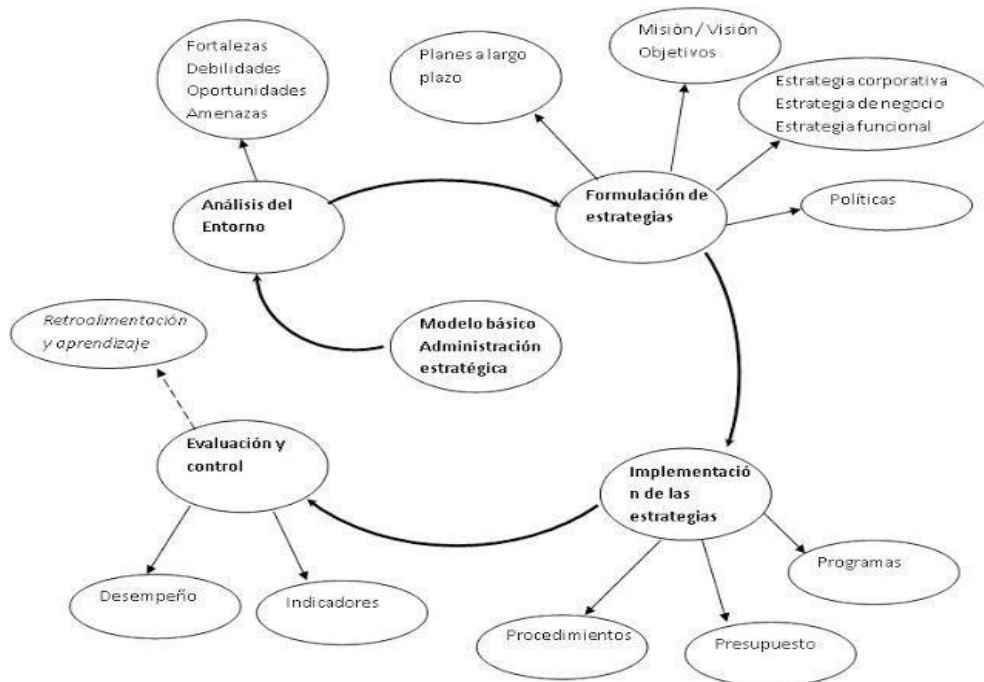 Fortalezas
Debilidades
Oportunidades
Amenazas
Planes a largo
plazo
Misión / Visión
Objetivos
Estrategia corporativa
Estrategia de negocio
Estrategia funcional
Análisis del
Entorno
Formulación de
estrategias
Políticas
Retroalimentación
y aprendizaje
Modelo básico
Administración
estratégica
Evaluación y
control
Implementació
n de las
estrategias
Programas
Desempeño
Indicadores
Procedimientos
Presupuesto